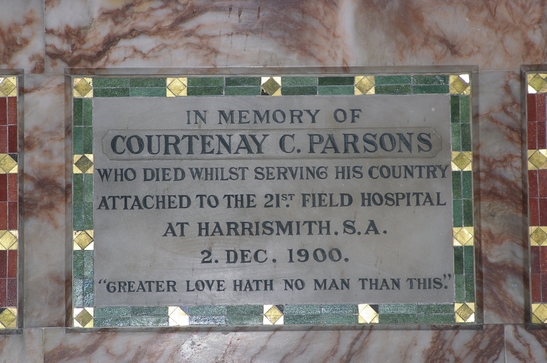 IN MEMORY OF
COURTENAY C. PARSONS
WHO DIED WHILST SERVING HIS COUNTRY
ATTACHED TO THE 21ST FIELD HOSPITAL
AT HARRISMITH, S.A.
2. DEC. 1900.
"GREATER LOVE HATH NO MAN THAN THIS."